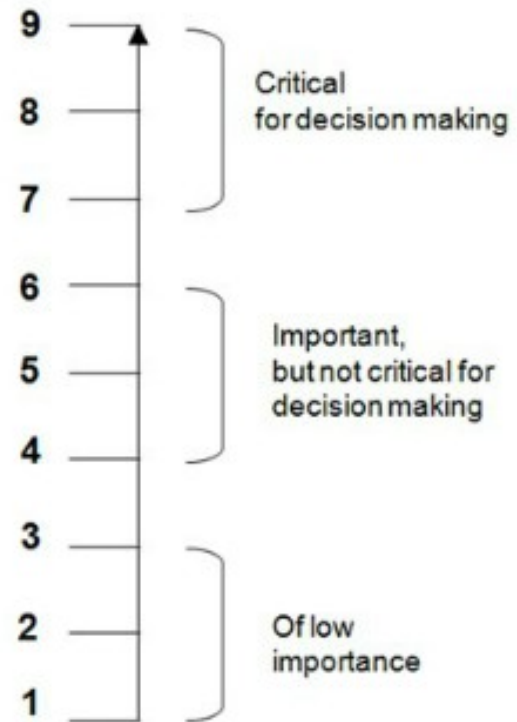 9
Critical
8
for decision making
7
6
Important,
but not critical for
5
decision making
4
3
2
Of low
importance
1